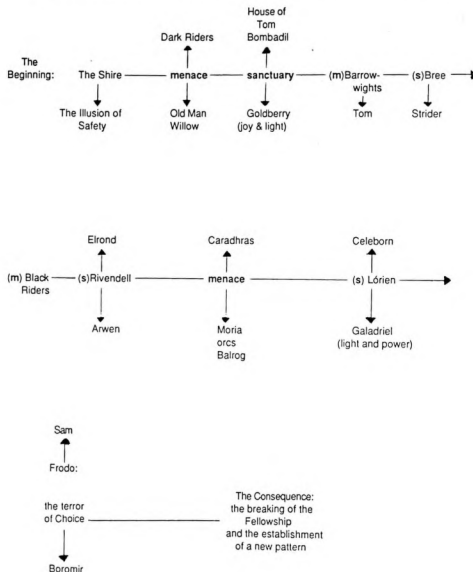 House of
Tom
Dark Riders Bombadil
The
Beginning: The Shire menace sanctuary (m)Barrow- (s)Bree
wights
The Illusion of Old Man Goldberry Tom Strider
Safety Willow (joy & light)
Elrond Caradhras Celeborn
(m) Black (s)Rivendell menace (s) Lórien
Riders
Arwen Moria Galadriel
orcs (light and power)
Balrog
Sam
Frodo:
The Consequence:
the terror the breaking of the
of Choice Fellowship
and the establishment
of a new pattern
Boromir